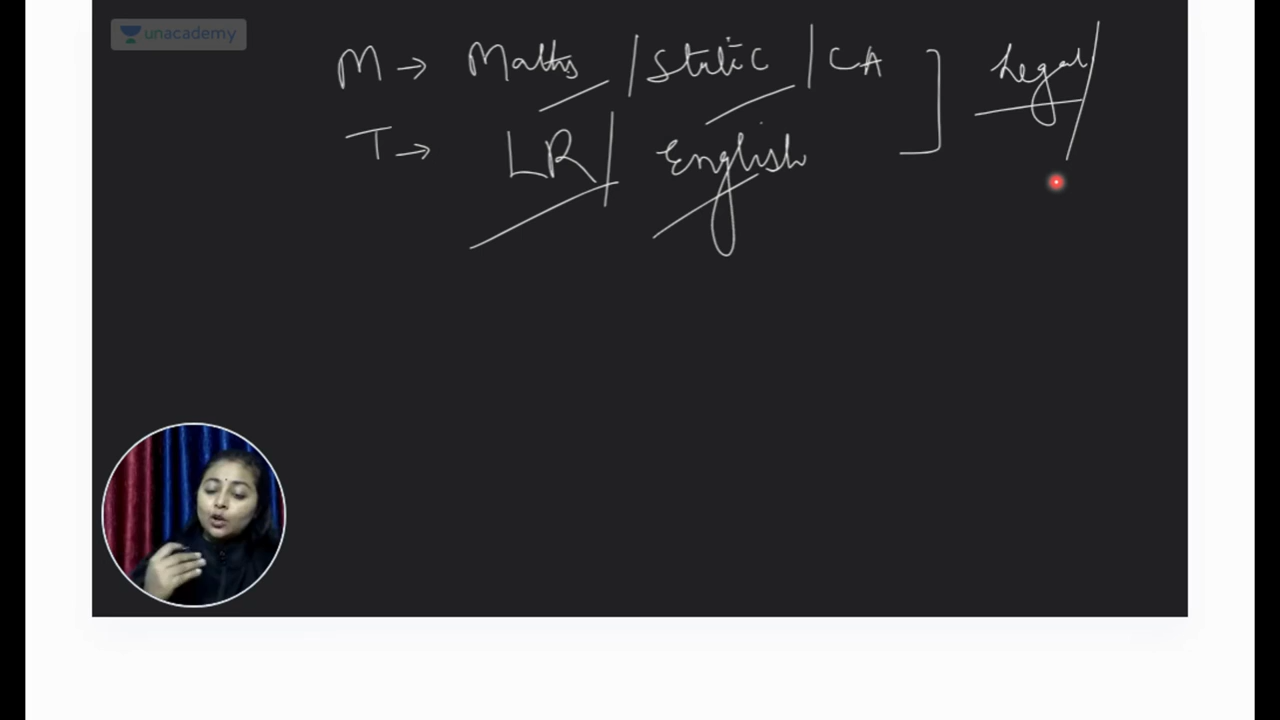 unacademy
M → Maths / Static / CA ] Legal /
T → LR / English